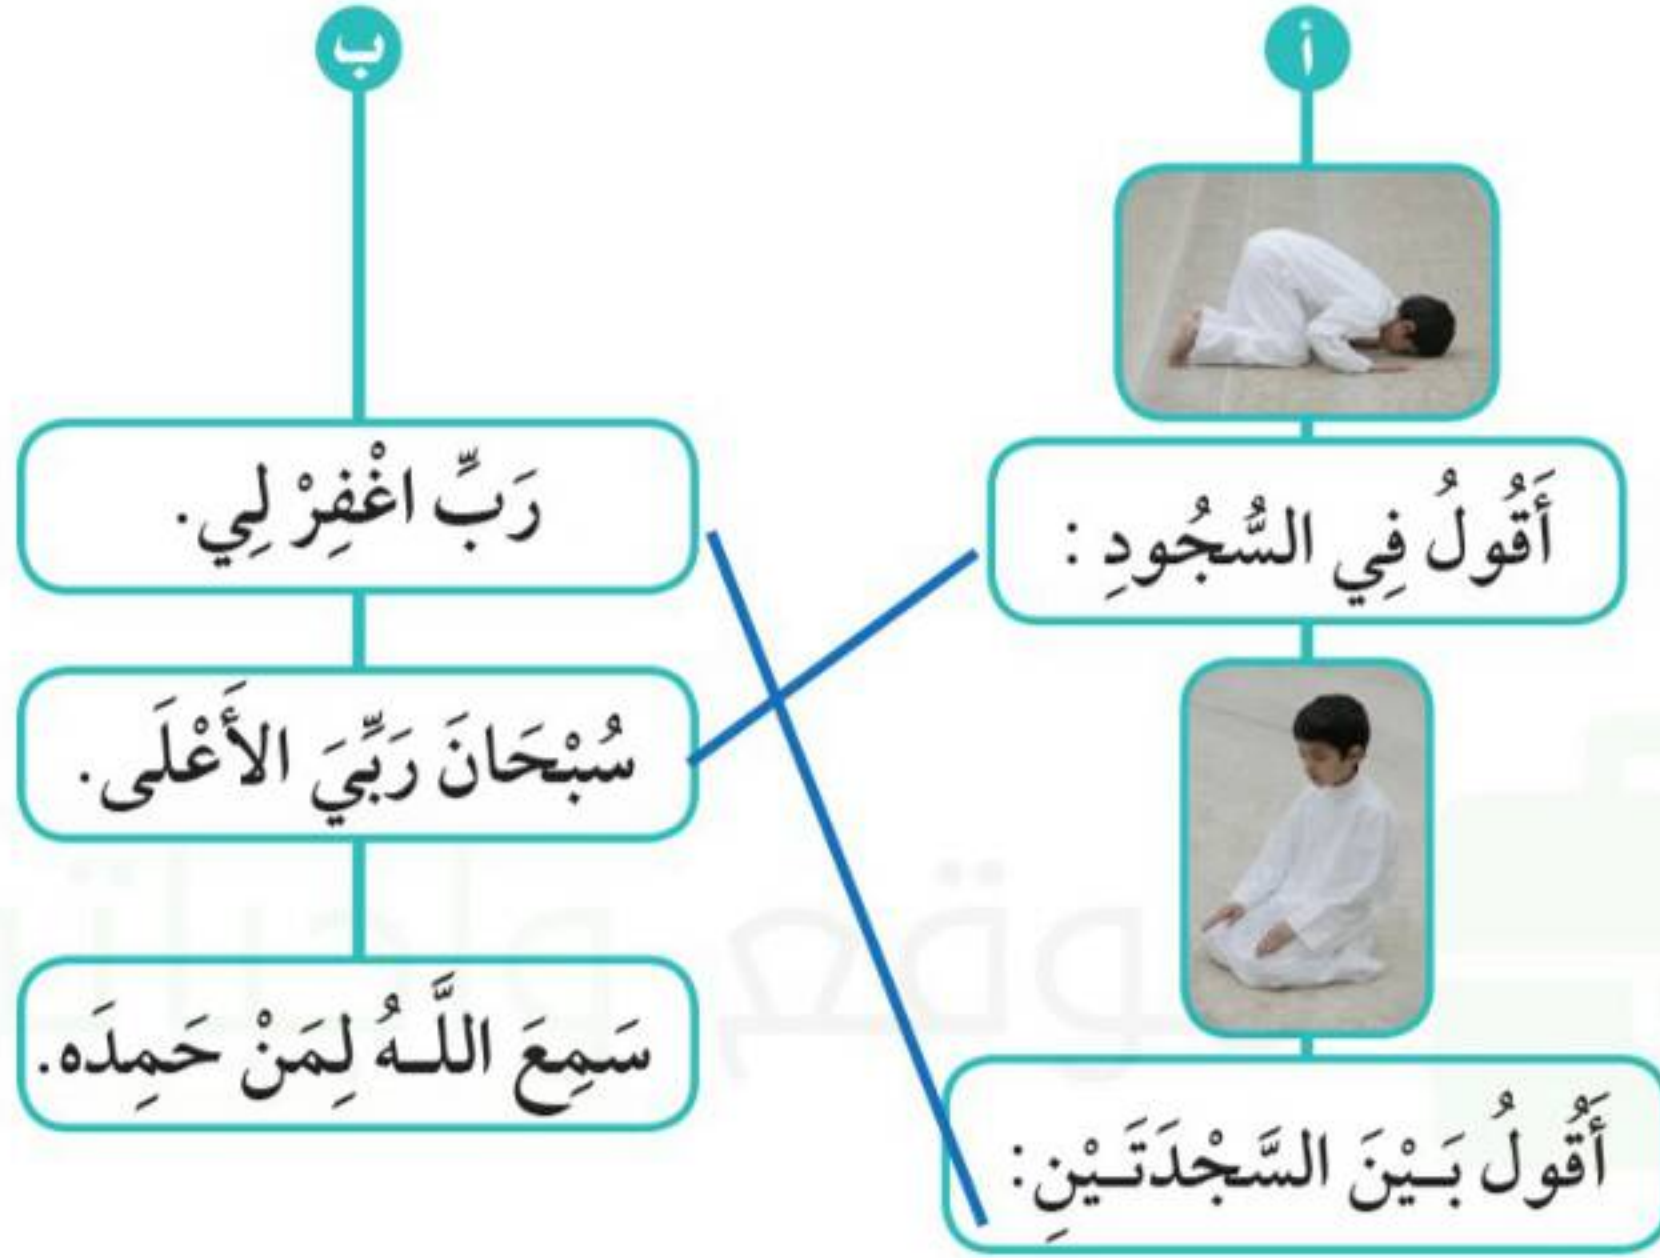 أ
أَقُولُ فِي السُّجُودِ :
أَقُولُ بَـيْنَ السَّجْدَتَـيْنِ:
ب
رَبِّ اغْفِرْ لِي.
سُبْحَانَ رَبِّيَ الأَعْلَى.
سَمِعَ اللَّـهُ لِمَنْ حَمِدَه.